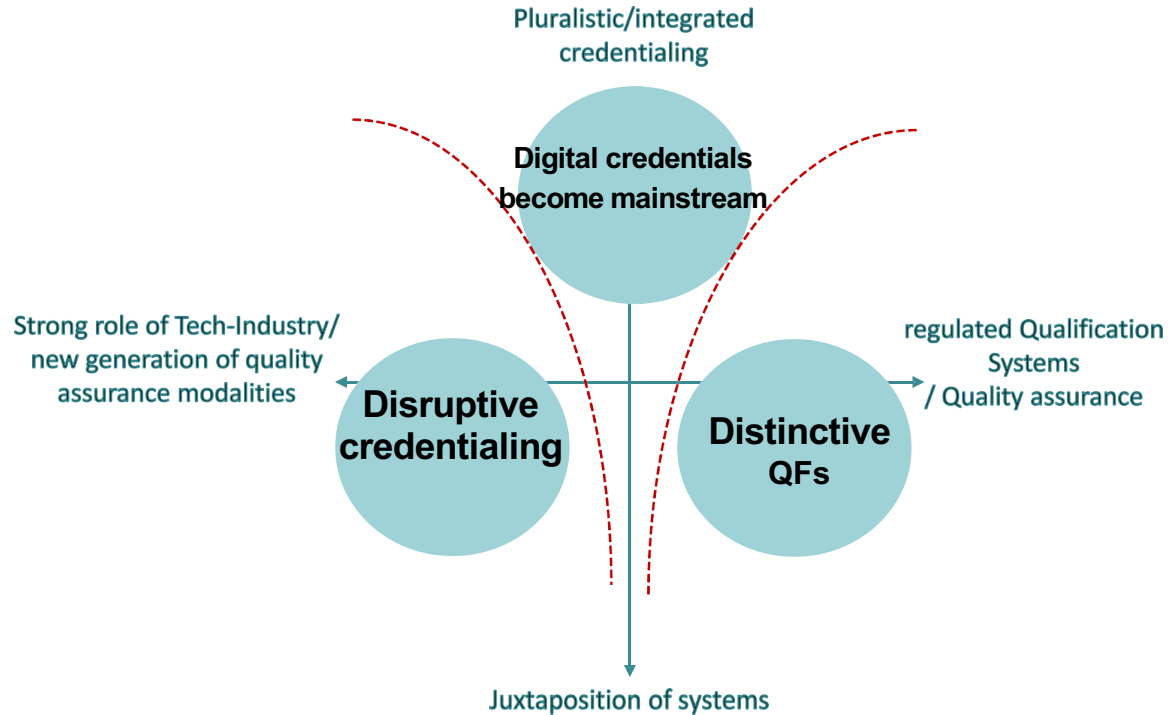 Pluralistic/integrated
credentialing
Digital credentials
become mainstream
Strong role of Tech-Industry/
new generation of quality
assurance modalities
regulated Qualification
Systems
/ Quality assurance
Disruptive
credentialing
Distinctive
QFs
Juxtaposition of systems